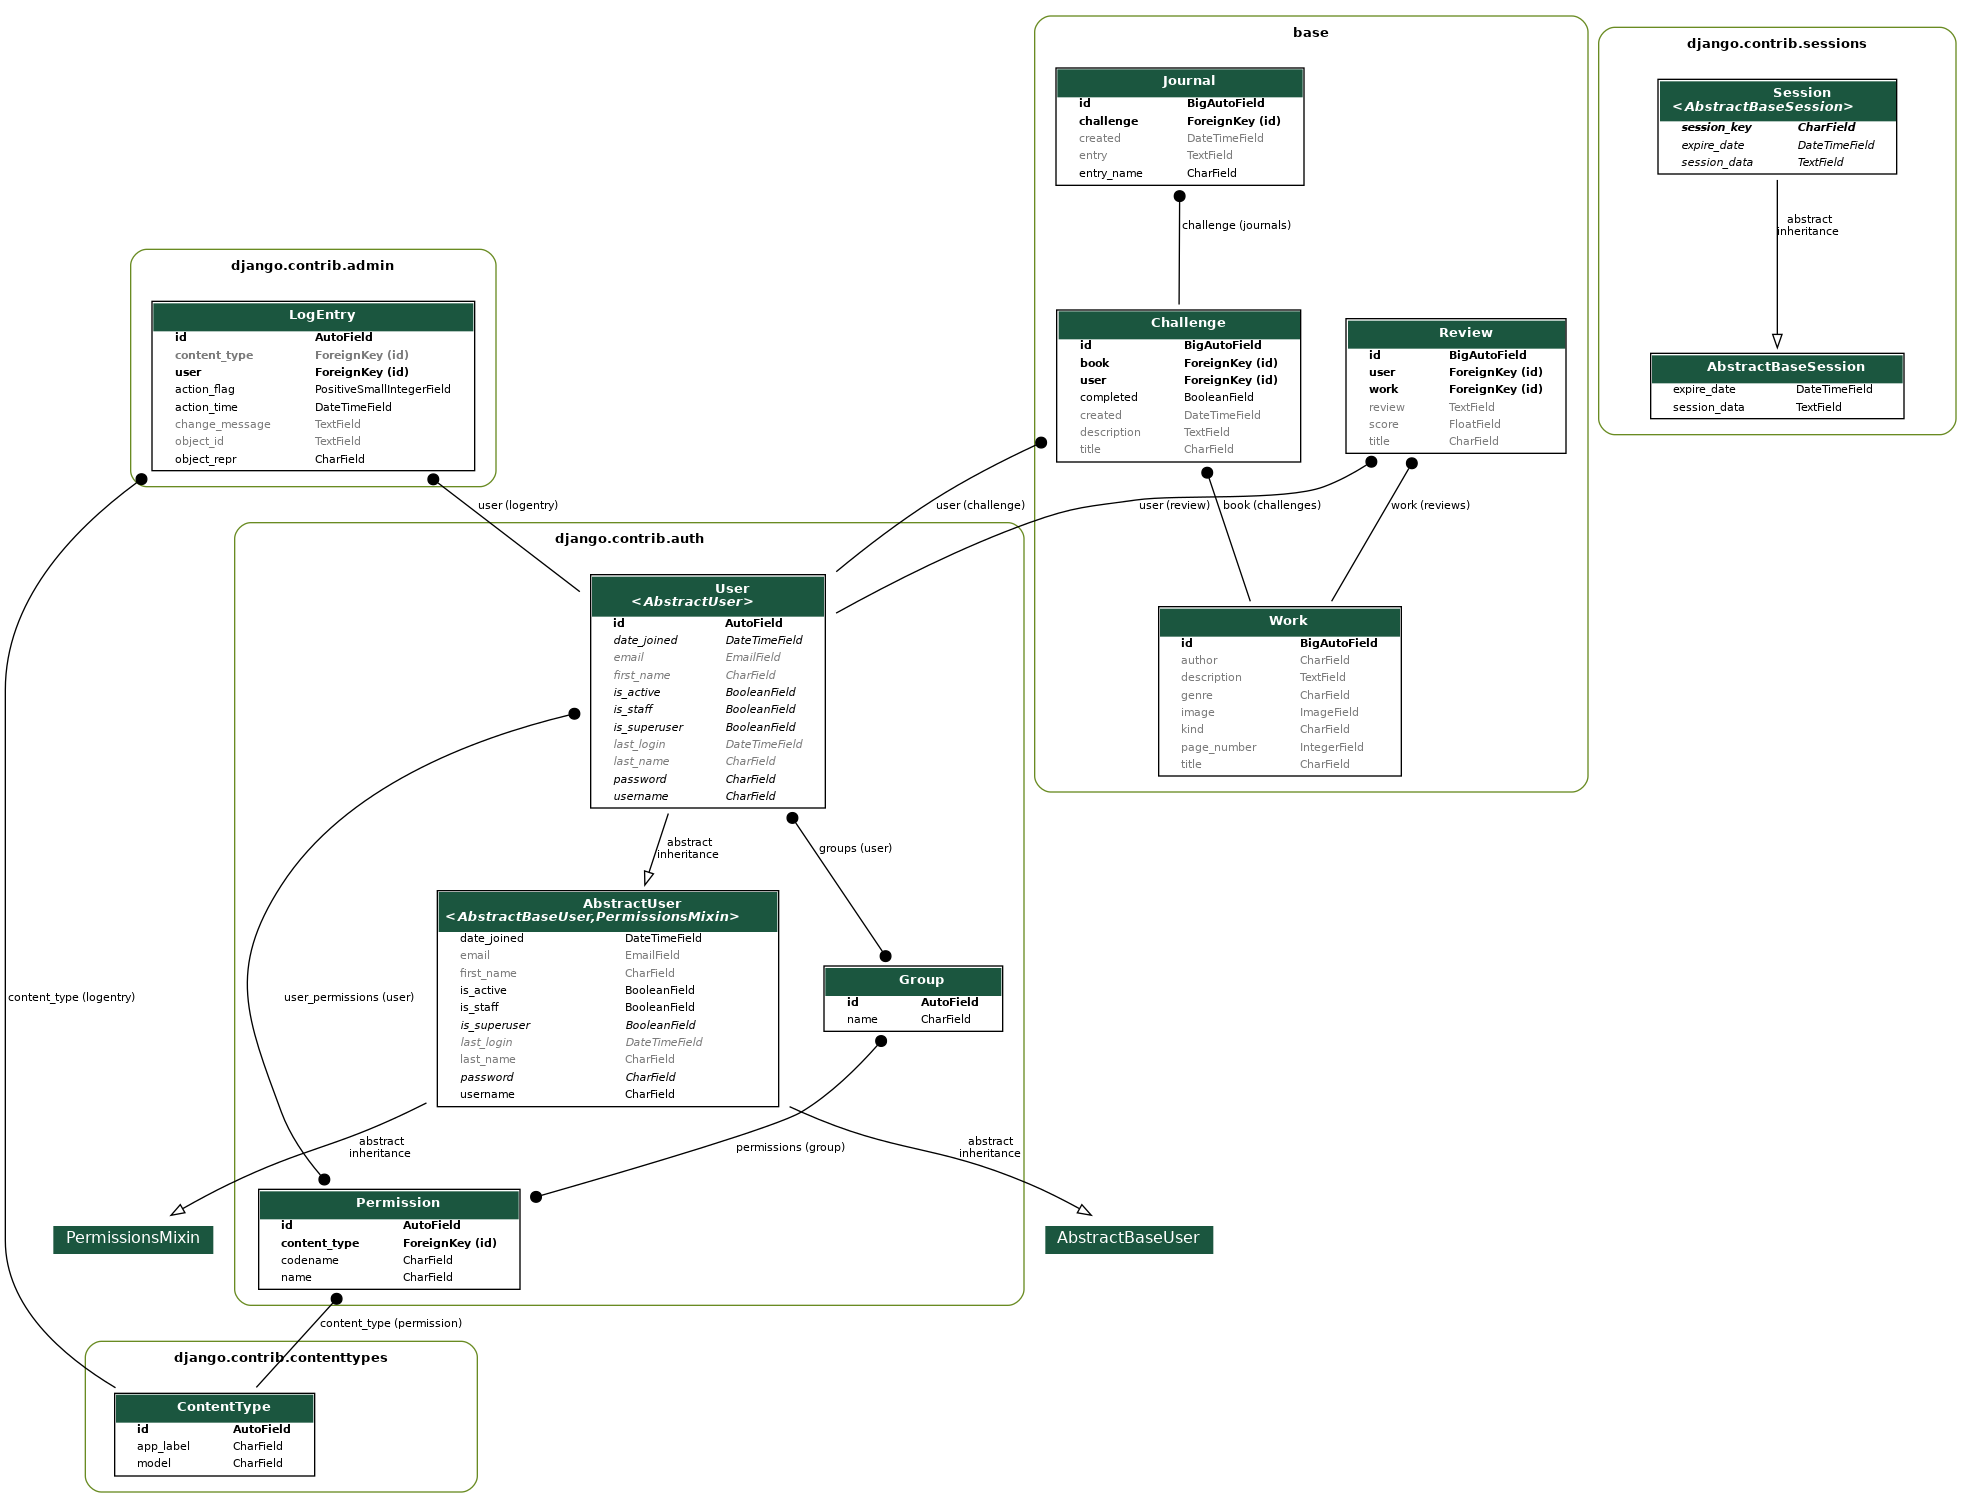 base
Journal
id BigAutoField
challenge ForeignKey (id)
created DateTimeField
entry TextField
entry_name CharField
challenge (journals)
Challenge
id BigAutoField
book ForeignKey (id)
user ForeignKey (id)
completed BooleanField
created DateTimeField
description TextField
title CharField
Review
id BigAutoField
user ForeignKey (id)
work ForeignKey (id)
review TextField
score FloatField
title CharField
user (challenge)
user (review)
book (challenges)
work (reviews)
Work
id BigAutoField
author CharField
description TextField
genre CharField
image ImageField
kind CharField
page_number IntegerField
title CharField
django.contrib.sessions
Session
<AbstractBaseSession>
session_key CharField
expire_date DateTimeField
session_data TextField
abstract
inheritance
AbstractBaseSession
expire_date DateTimeField
session_data TextField
django.contrib.admin
LogEntry
id AutoField
content_type ForeignKey (id)
user ForeignKey (id)
action_flag PositiveSmallIntegerField
action_time DateTimeField
change_message TextField
object_id TextField
object_repr CharField
user (logentry)
content_type (logentry)
django.contrib.auth
User
<AbstractUser>
id AutoField
date_joined DateTimeField
email EmailField
first_name CharField
is_active BooleanField
is_staff BooleanField
is_superuser BooleanField
last_login DateTimeField
last_name CharField
password CharField
username CharField
abstract
inheritance
groups (user)
user_permissions (user)
AbstractUser
<AbstractBaseUser,PermissionsMixin>
date_joined DateTimeField
email EmailField
first_name CharField
is_active BooleanField
is_staff BooleanField
is_superuser BooleanField
last_login DateTimeField
last_name CharField
password CharField
username CharField
Group
id AutoField
name CharField
abstract
inheritance
permissions (group)
abstract
inheritance
PermissionsMixin
Permission
id AutoField
content_type ForeignKey (id)
codename CharField
name CharField
AbstractBaseUser
content_type (permission)
django.contrib.contenttypes
ContentType
id AutoField
app_label CharField
model CharField